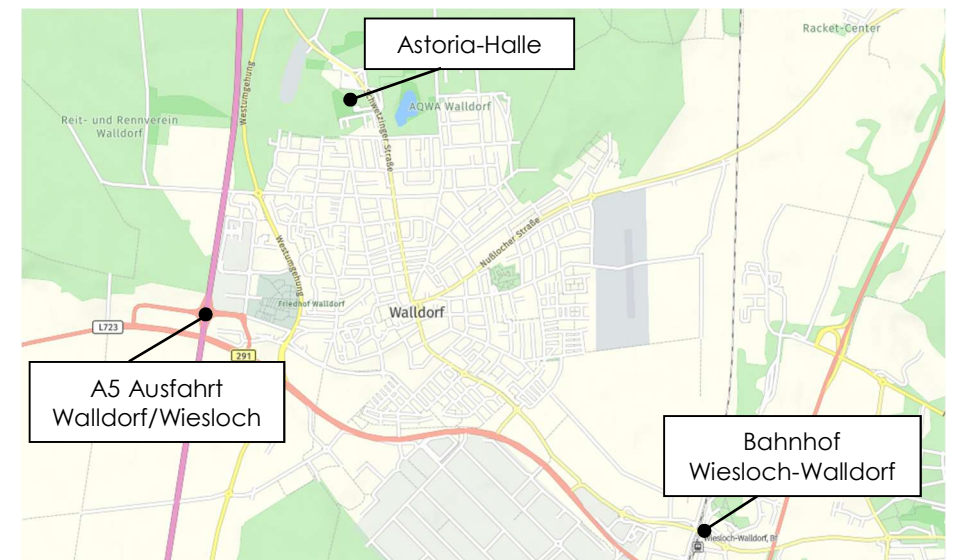 Astoria-Halle
Racket-Center
AQWA Walldorf
Reit- und Rennverein
Walldorf
Westumgehung
Schwetzinger Straße
Nußlocher Straße
Westumgehung
Friedhof Walldorf
Walldorf
L723
291
A5 Ausfahrt
Walldorf/Wiesloch
Bahnhof
Wiesloch-Walldorf
Wiesloch-Walldorf, Bf